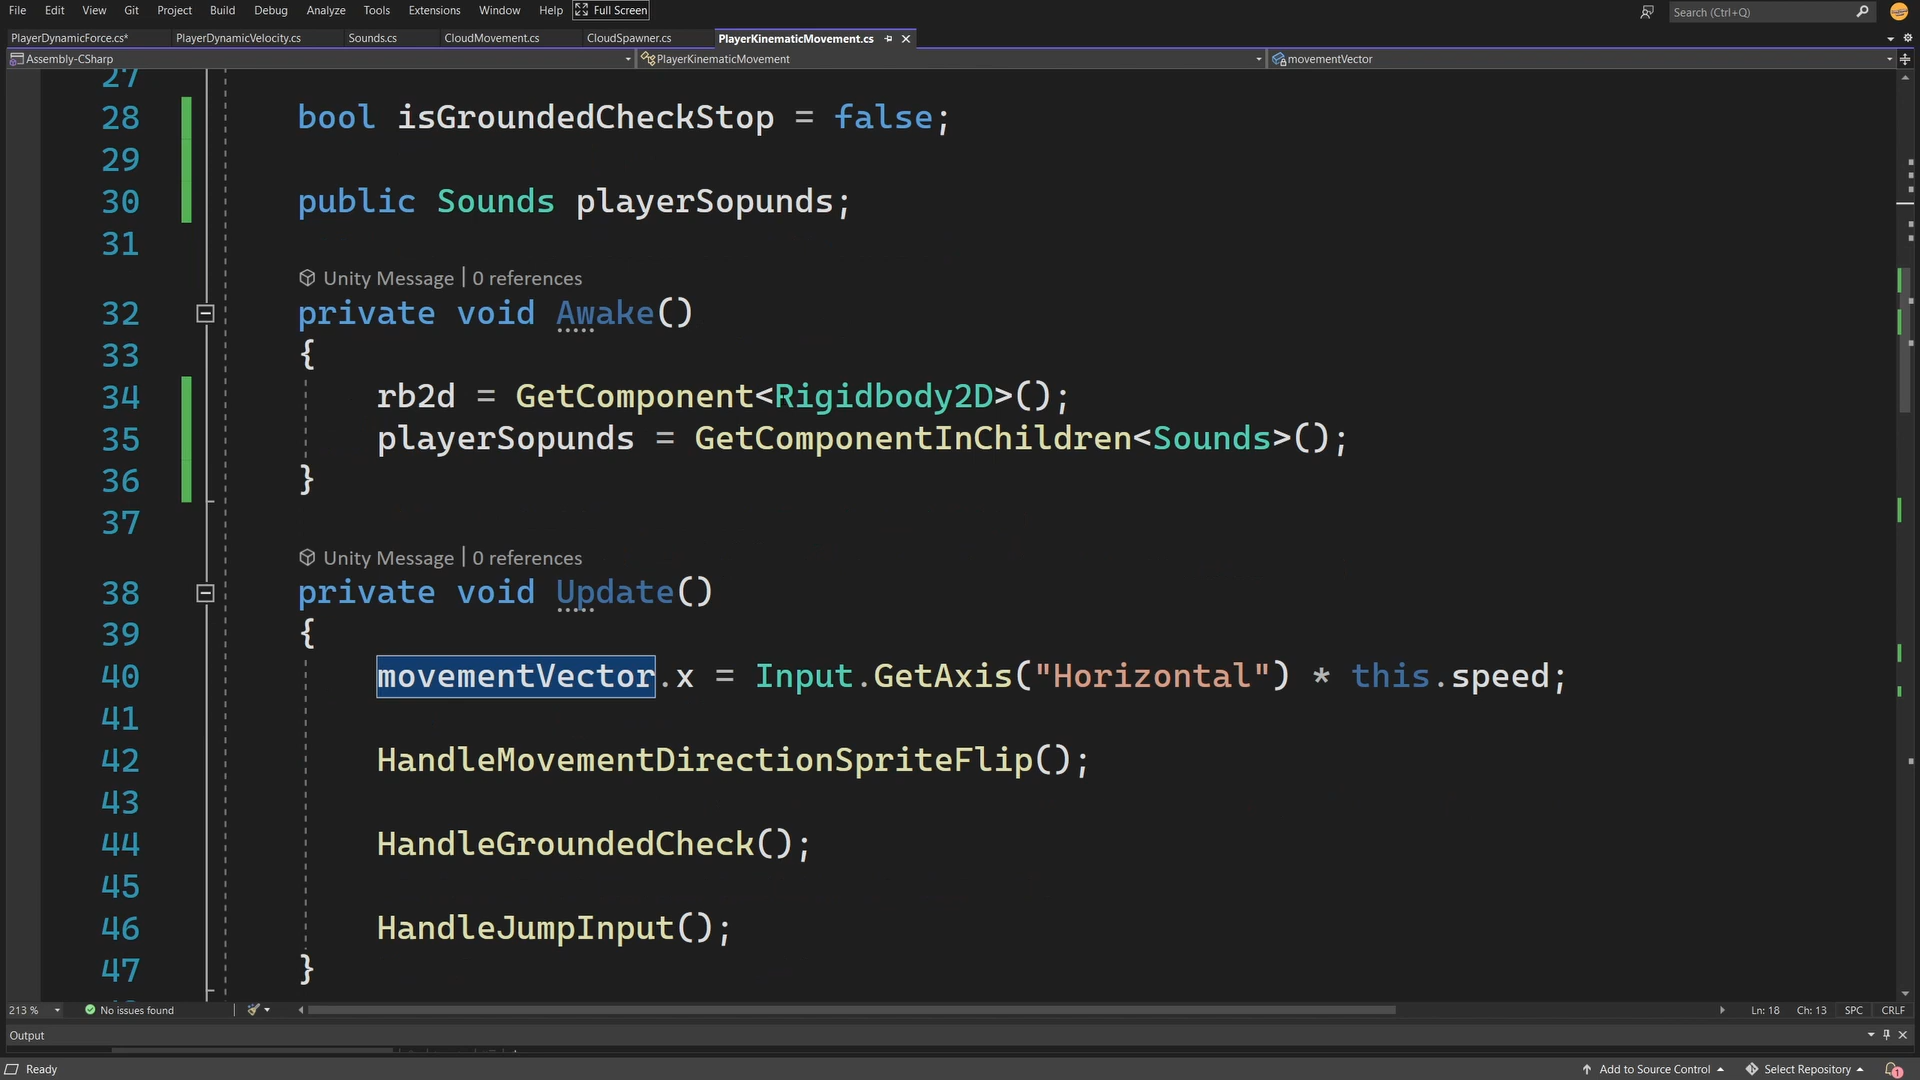 File Edit View Git Project Build Debug Analyze Tools Extensions Window Help Full Screen Search (Ctrl+Q)
PlayerDynamicForce.cs* PlayerDynamicVelocity.cs Sounds.cs CloudMovement.cs CloudSpawner.cs PlayerKinematicMovement.cs
Assembly-CSharp PlayerKinematicMovement movementVector
27
28 bool isGroundedCheckStop = false;
29
30 public Sounds playerSopunds;
31
Unity Message | 0 references
32 private void Awake()
33 {
34 rb2d = GetComponent<Rigidbody2D>();
35 playerSopunds = GetComponentInChildren<Sounds>();
36 }
37
Unity Message | 0 references
38 private void Update()
39 {
40 movementVector.x = Input.GetAxis("Horizontal") * this.speed;
41
42 HandleMovementDirectionSpriteFlip();
43
44 HandleGroundedCheck();
45
46 HandleJumpInput();
47 }
213 % No issues found Ln: 18 Ch: 13 SPC CRLF
Output
Ready Add to Source Control Select Repository 1